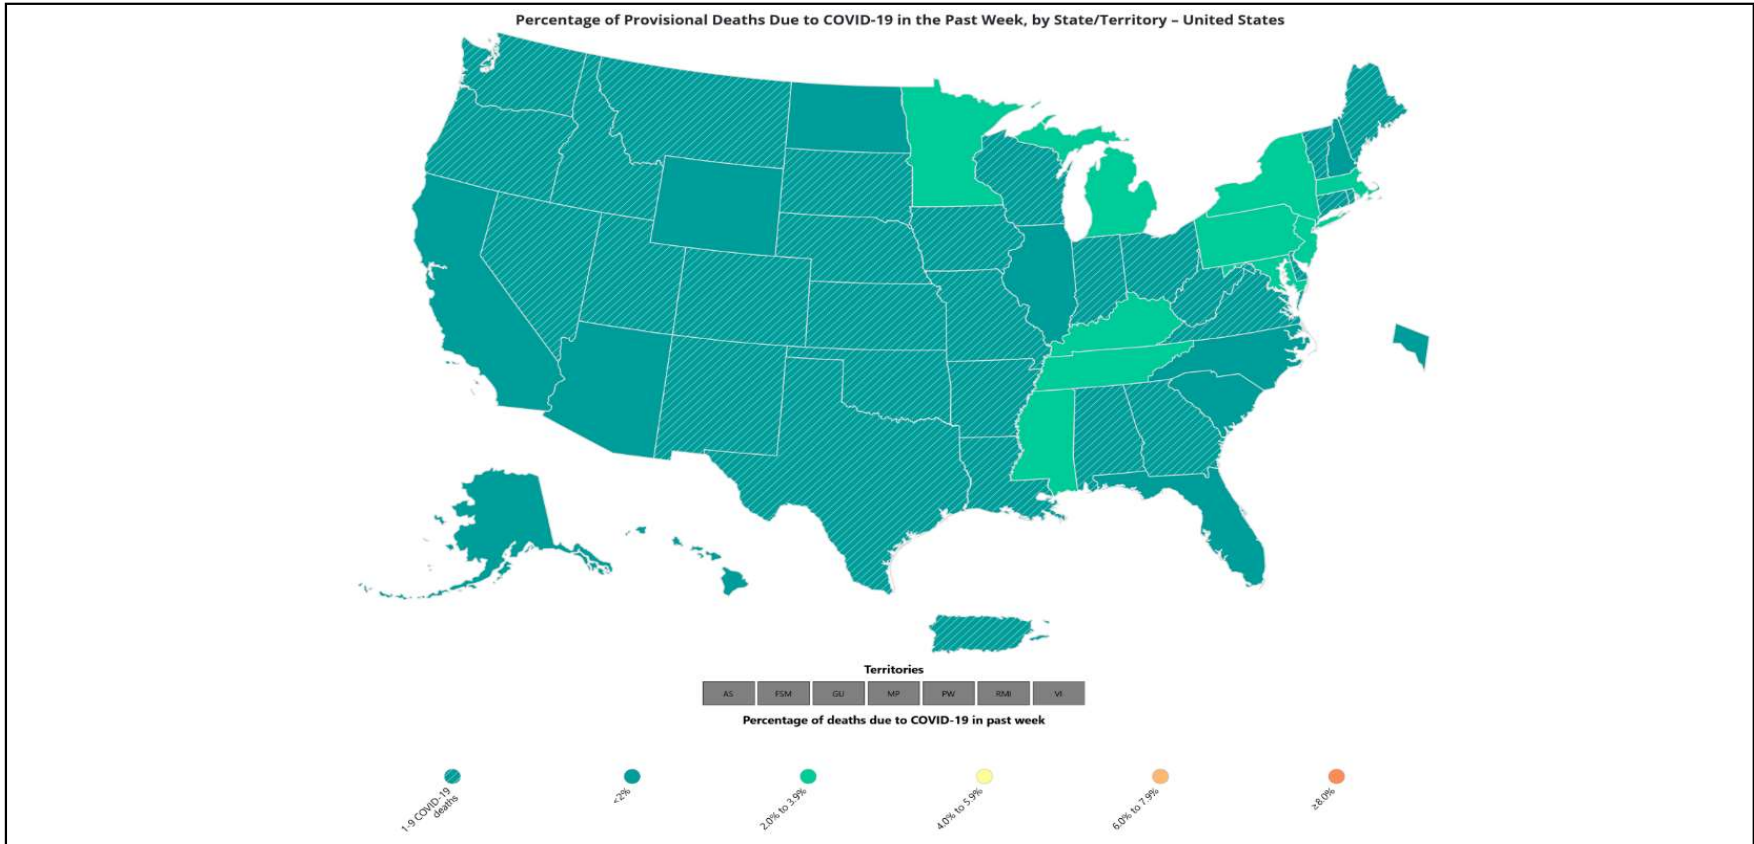 Percentage of Provisional Deaths Due to COVID-19 in the Past Week, by State/Territory – United States
Territories
AS FSM GU MP PW RMI VI
Percentage of deaths due to COVID-19 in past week
1-9 COVID-19
deaths
<2%
2.0% to 3.9%
4.0% to 5.9%
6.0% to 7.9%
≥8.0%